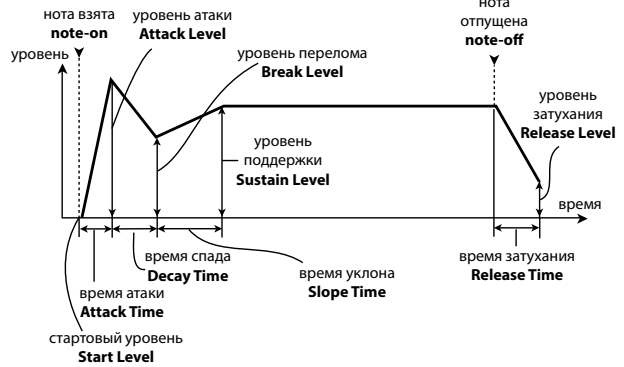 нота взята
note-on
уровень атаки
Attack Level
нота
отпущена
note-off
уровень
уровень перелома
Break Level
уровень
затухания
Release Level
уровень
поддержки
Sustain Level
время
время спада
Decay Time
время уклона
Slope Time
время затухания
Release Time
время атаки
Attack Time
стартовый уровень
Start Level